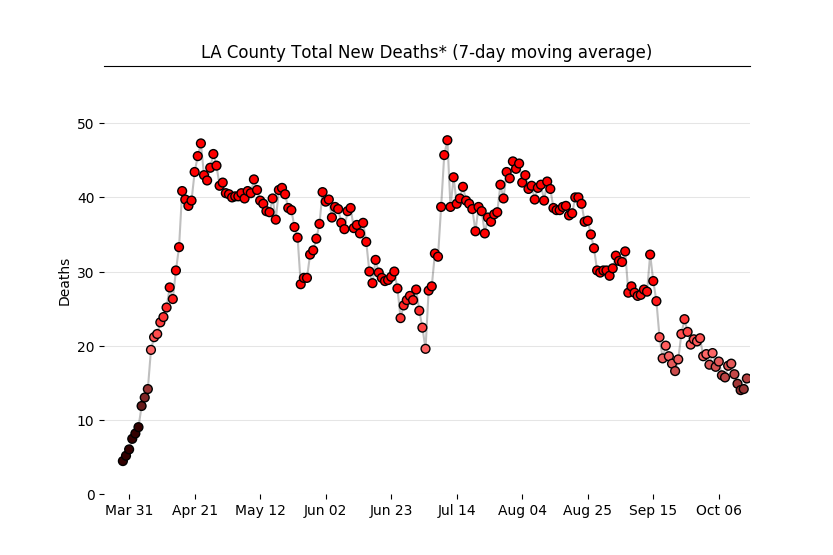 LA County Total New Deaths* (7-day moving average)
50
40
30
20
10
0
Deaths
Mar 31 Apr 21 May 12 Jun 02 Jun 23 Jul 14 Aug 04 Aug 25 Sep 15 Oct 06